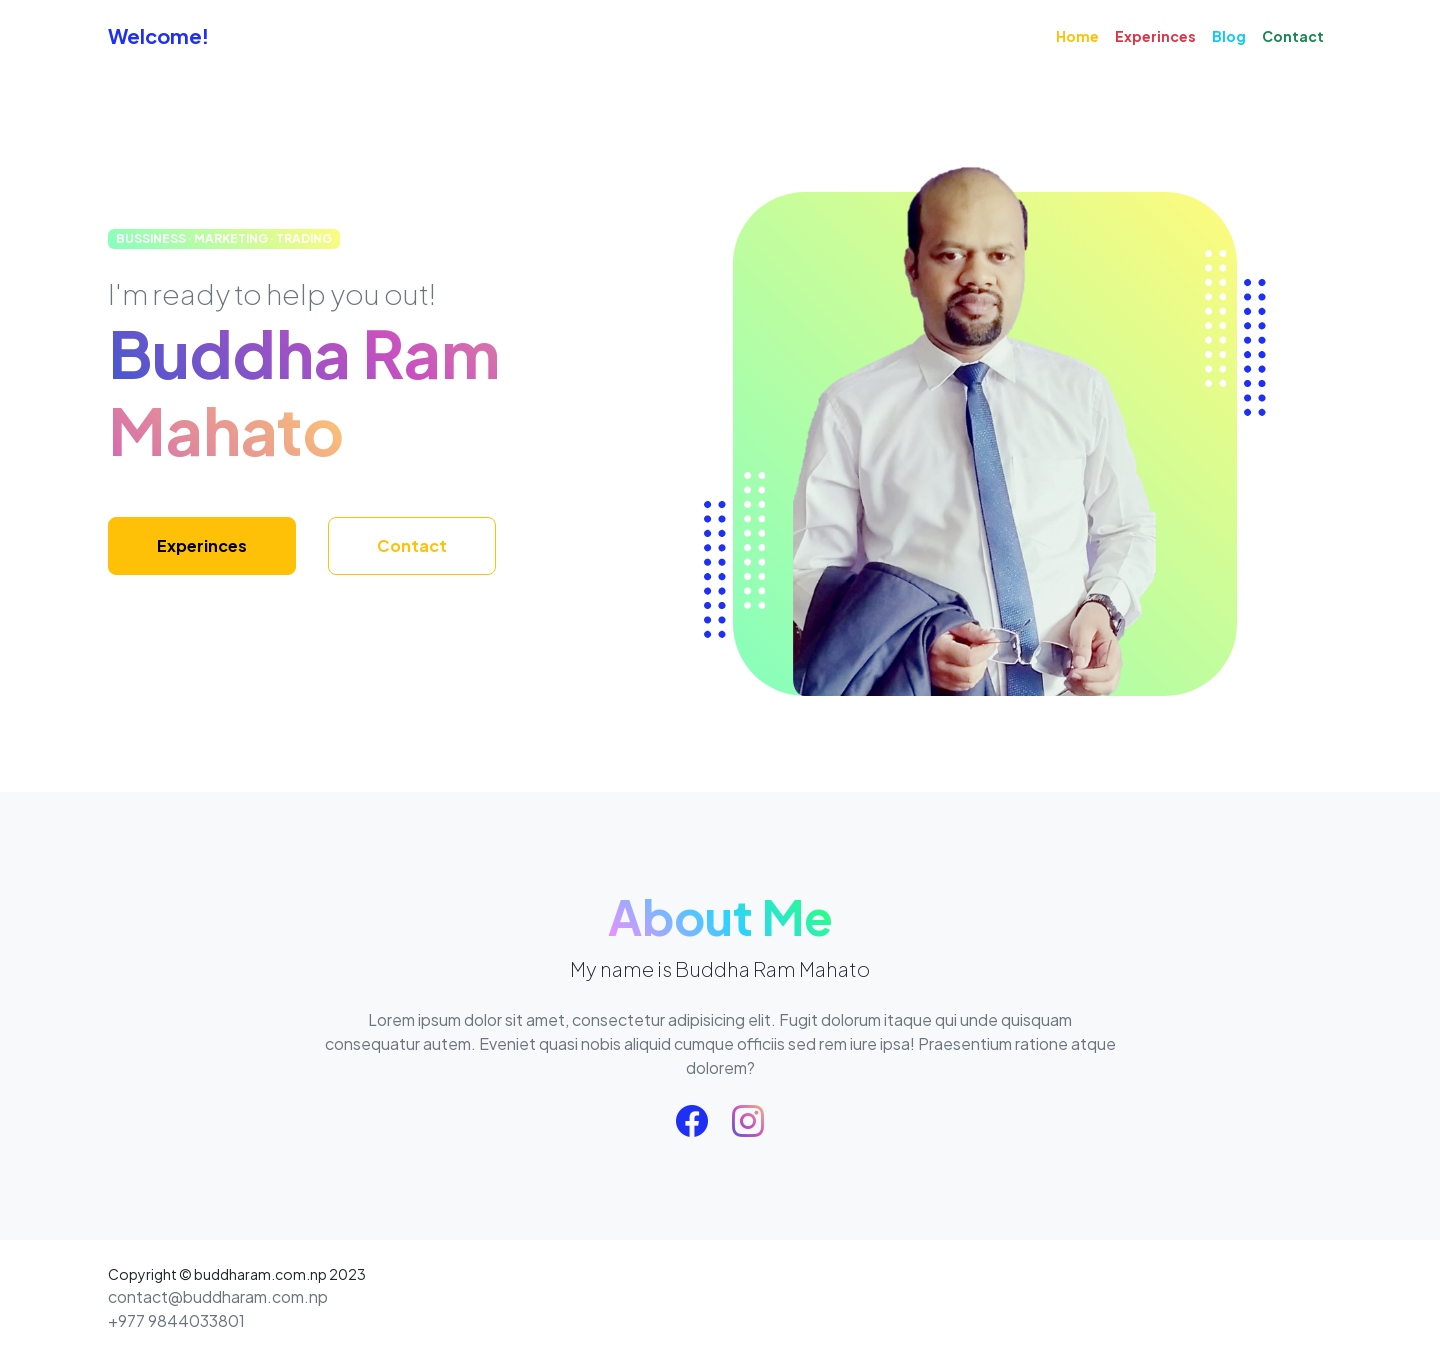 Welcome!
Home Experinces Blog Contact
BUSSINESS · MARKETING · TRADING
I'm ready to help you out!
Buddha Ram
Mahato
Experinces Contact
About Me
My name is Buddha Ram Mahato
Lorem ipsum dolor sit amet, consectetur adipisicing elit. Fugit dolorum itaque qui unde quisquam
consequatur autem. Eveniet quasi nobis aliquid cumque officiis sed rem iure ipsa! Praesentium ratione atque
dolorem?
Copyright © buddharam.com.np 2023
contact@buddharam.com.np
+977 9844033801